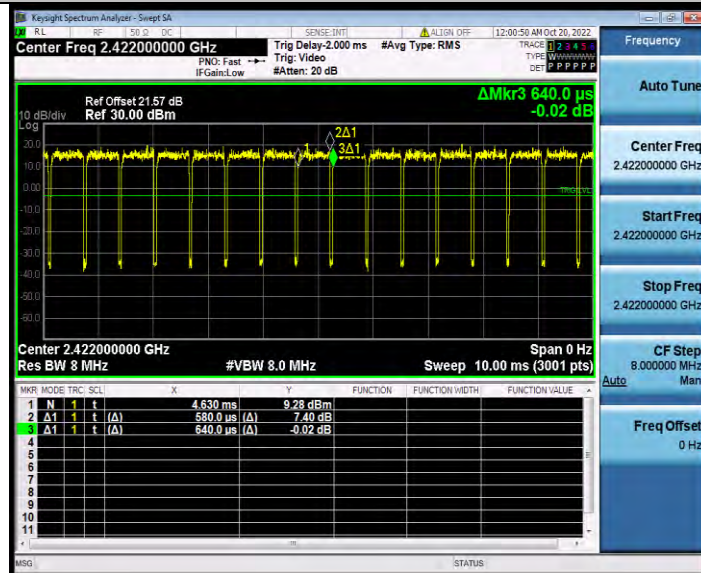 Keysight Spectrum Analyzer - Swept SA
LXI RL RF 50 Ω DC SENSE:INT ALIGN OFF 12:00:50 AM Oct 20, 2022
Center Freq 2.422000000 GHz Trig Delay-2.000 ms #Avg Type: RMS TRACE 1 2 3 4 5 6
PNO: Fast Trig: Video TYPE WWWWWW
IFGain:Low #Atten: 20 dB DET P P P P P P
Frequency
Auto Tune
Center Freq
2.422000000 GHz
Start Freq
2.422000000 GHz
Stop Freq
2.422000000 GHz
CF Step
8.000000 MHz
Auto Man
Freq Offset
0 Hz
ΔMkr3 640.0 µs
-0.02 dB
Ref Offset 21.57 dB
10 dB/div Ref 30.00 dBm
Log
20.0
10.0
0.00
-10.0
-20.0
-30.0
-40.0
-50.0
-60.0
1
2Δ1
3Δ1
TRIG LVL
Center 2.422000000 GHz Span 0 Hz
Res BW 8 MHz #VBW 8.0 MHz Sweep 10.00 ms (3001 pts)
MKR MODE TRC SCL X Y FUNCTION FUNCTION WIDTH FUNCTION VALUE
1 N 1 t 4.630 ms 9.28 dBm
2 Δ1 1 t (Δ) 580.0 µs (Δ) 7.40 dB
3 Δ1 1 t (Δ) 640.0 µs (Δ) -0.02 dB
4
5
6
7
8
9
10
11
MSG STATUS